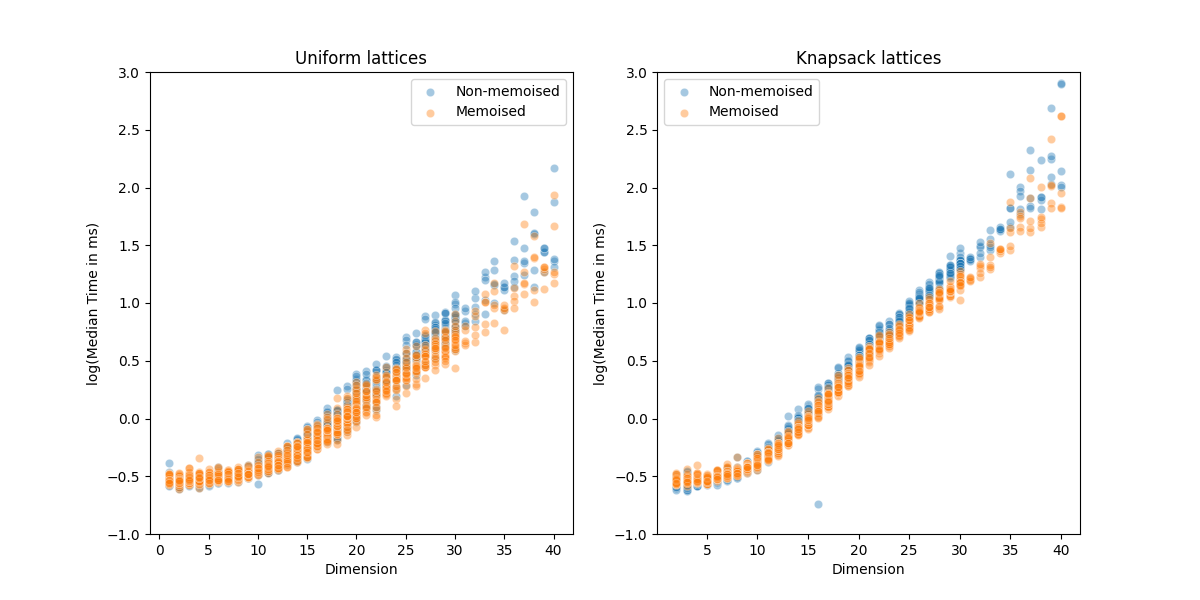 Uniform lattices
3.0
2.5
2.0
1.5
1.0
0.5
0.0
−0.5
−1.0
log(Median Time in ms)
Non-memoised
Memoised
0 5 10 15 20 25 30 35 40
Dimension
Knapsack lattices
3.0
2.5
2.0
1.5
1.0
0.5
0.0
−0.5
−1.0
log(Median Time in ms)
Non-memoised
Memoised
5 10 15 20 25 30 35 40
Dimension